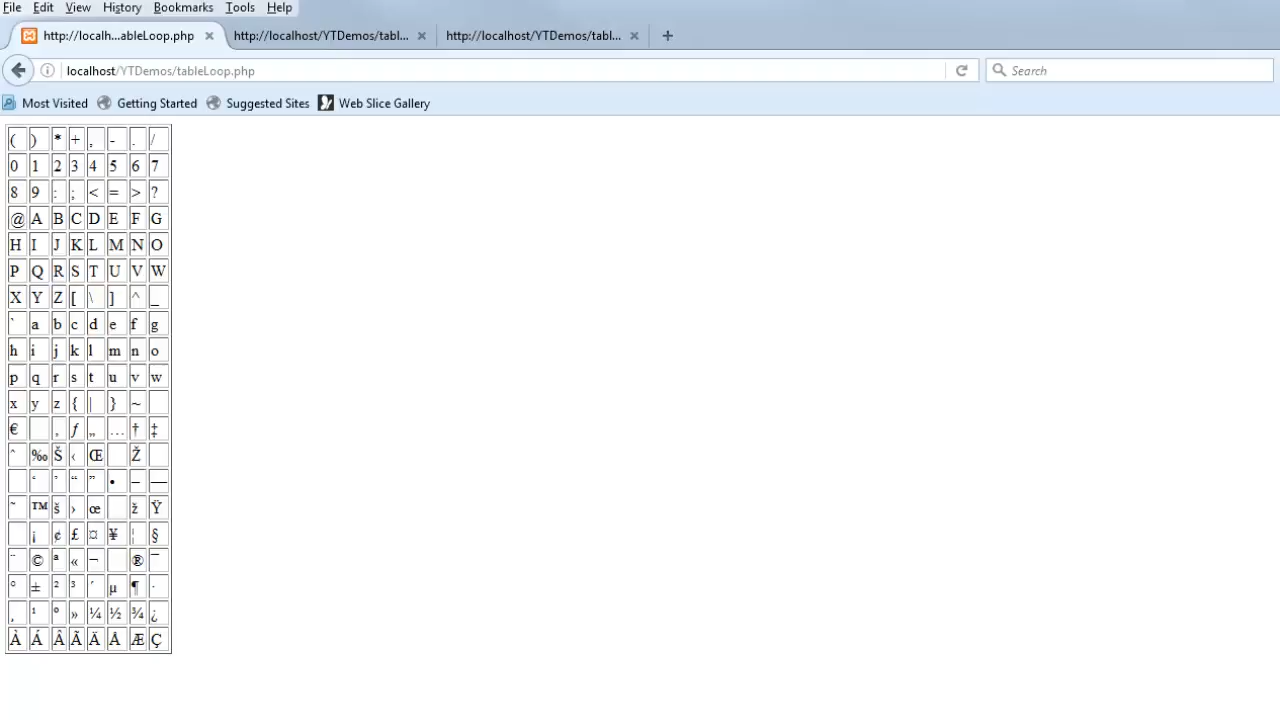 File Edit View History Bookmarks Tools Help
http://localh...ableLoop.php × http://localhost/YTDemos/tabl... × http://localhost/YTDemos/tabl... × +
localhost/YTDemos/tableLoop.php Search
Most Visited Getting Started Suggested Sites Web Slice Gallery
( ) * + , - . /
0 1 2 3 4 5 6 7
8 9 : ; < = > ?
@ A B C D E F G
H I J K L M N O
P Q R S T U V W
X Y Z [ \ ] ^ _
` a b c d e f g
h i j k l m n o
p q r s t u v w
x y z { | } ~
€ ‚ ƒ „ … † ‡
ˆ ‰ Š ‹ Œ Ž
‘ ’ “ ” • – —
˜ ™ š › œ ž Ÿ
¡ ¢ £ ¤ ¥ ¦ §
¨ © ª « ¬ ® ¯
° ± ² ³ ´ µ ¶ ·
¸ ¹ º » ¼ ½ ¾ ¿
À Á Â Ã Ä Å Æ Ç